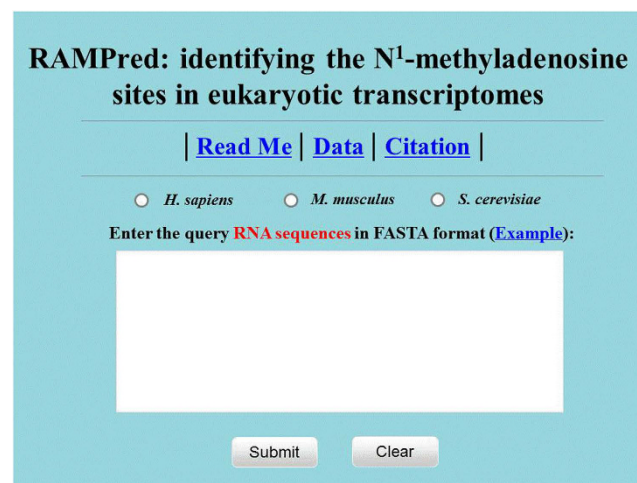 RAMPred: identifying the N¹-methyladenosine
sites in eukaryotic transcriptomes
| Read Me | Data | Citation |
H. sapiens M. musculus S. cerevisiae
Enter the query RNA sequences in FASTA format (Example):
Submit Clear